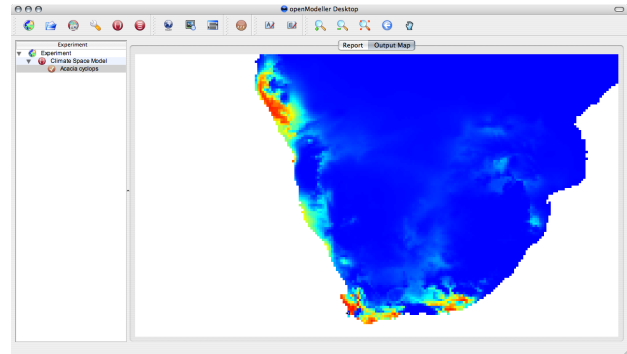 openModeller Desktop
Experiment
Report Output Map
Experiment
Climate Space Model
Acacia cyclops